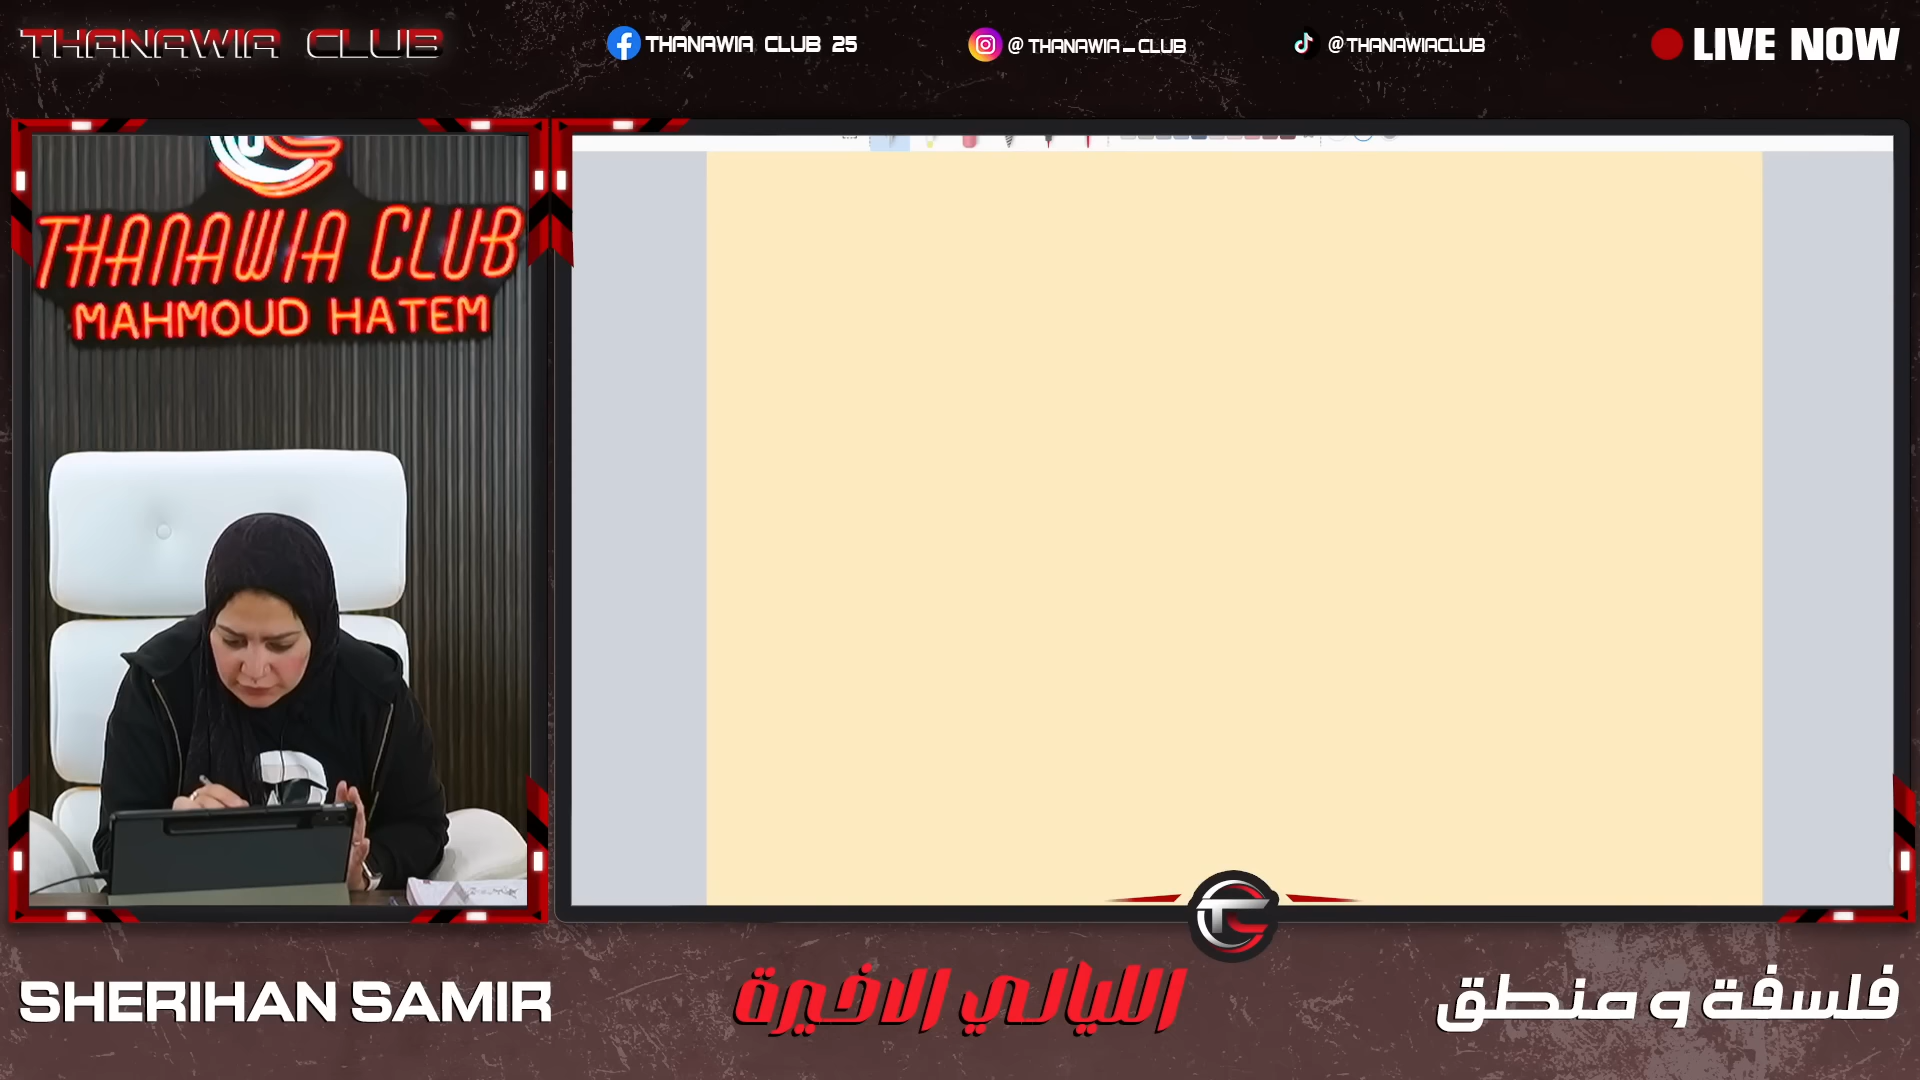 THANAWIA CLUB
THANAWIA CLUB 25
@THANAWIA_CLUB
@THANAWIACLUB
LIVE NOW
THANAWIA CLUB
MAHMOUD HATEM
TC
SHERIHAN SAMIR
الليالي الاخيرة
فلسفة و منطق